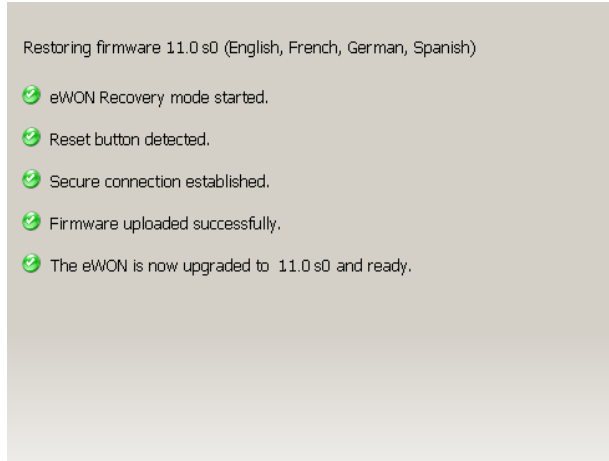 Restoring firmware 11.0 s0 (English, French, German, Spanish)
eWON Recovery mode started.
Reset button detected.
Secure connection established.
Firmware uploaded successfully.
The eWON is now upgraded to  11.0 s0 and ready.